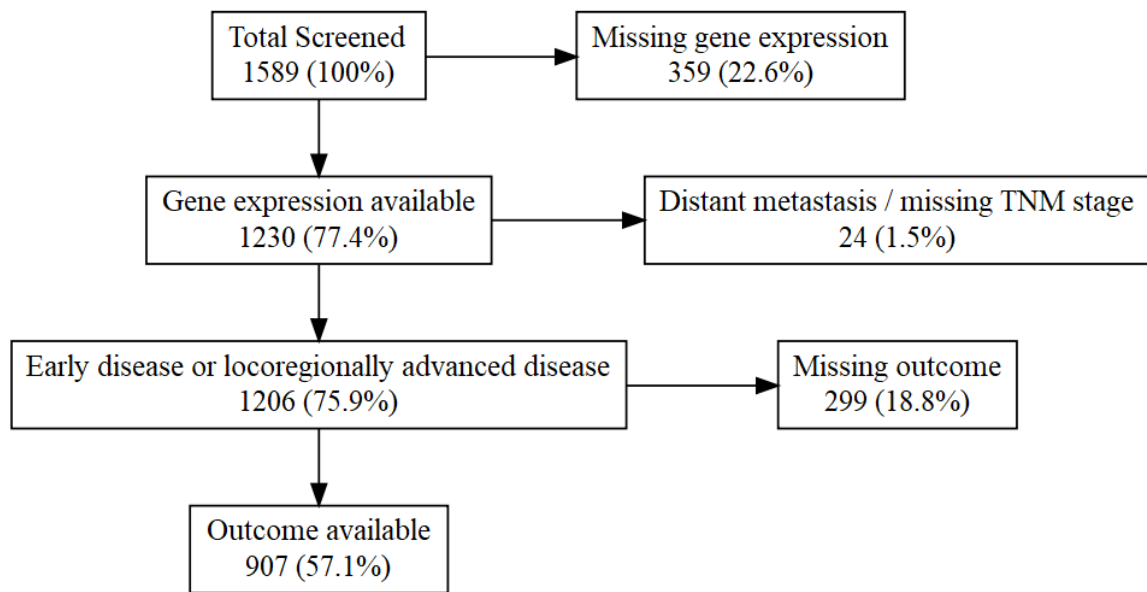 Total Screened
1589 (100%)
Missing gene expression
359 (22.6%)
Gene expression available
1230 (77.4%)
Distant metastasis / missing TNM stage
24 (1.5%)
Early disease or locoregionally advanced disease
1206 (75.9%)
Missing outcome
299 (18.8%)
Outcome available
907 (57.1%)